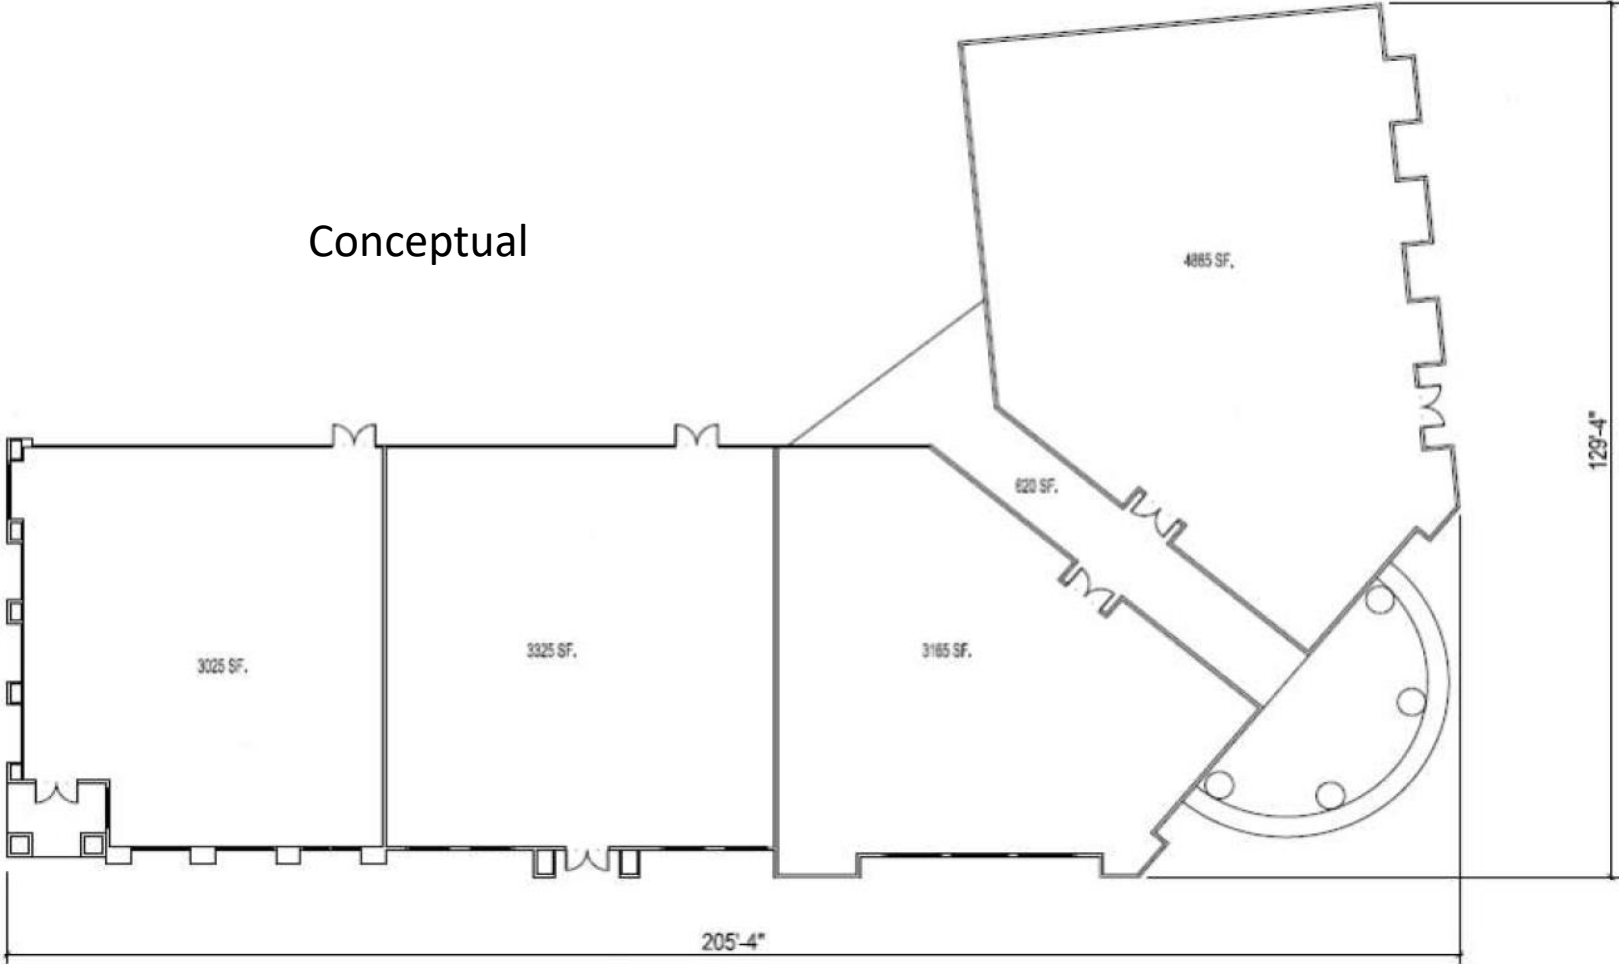 Conceptual
4865 SF.
129'-4"
620 SF.
3025 SF.
3325 SF.
3165 SF.
205'-4"